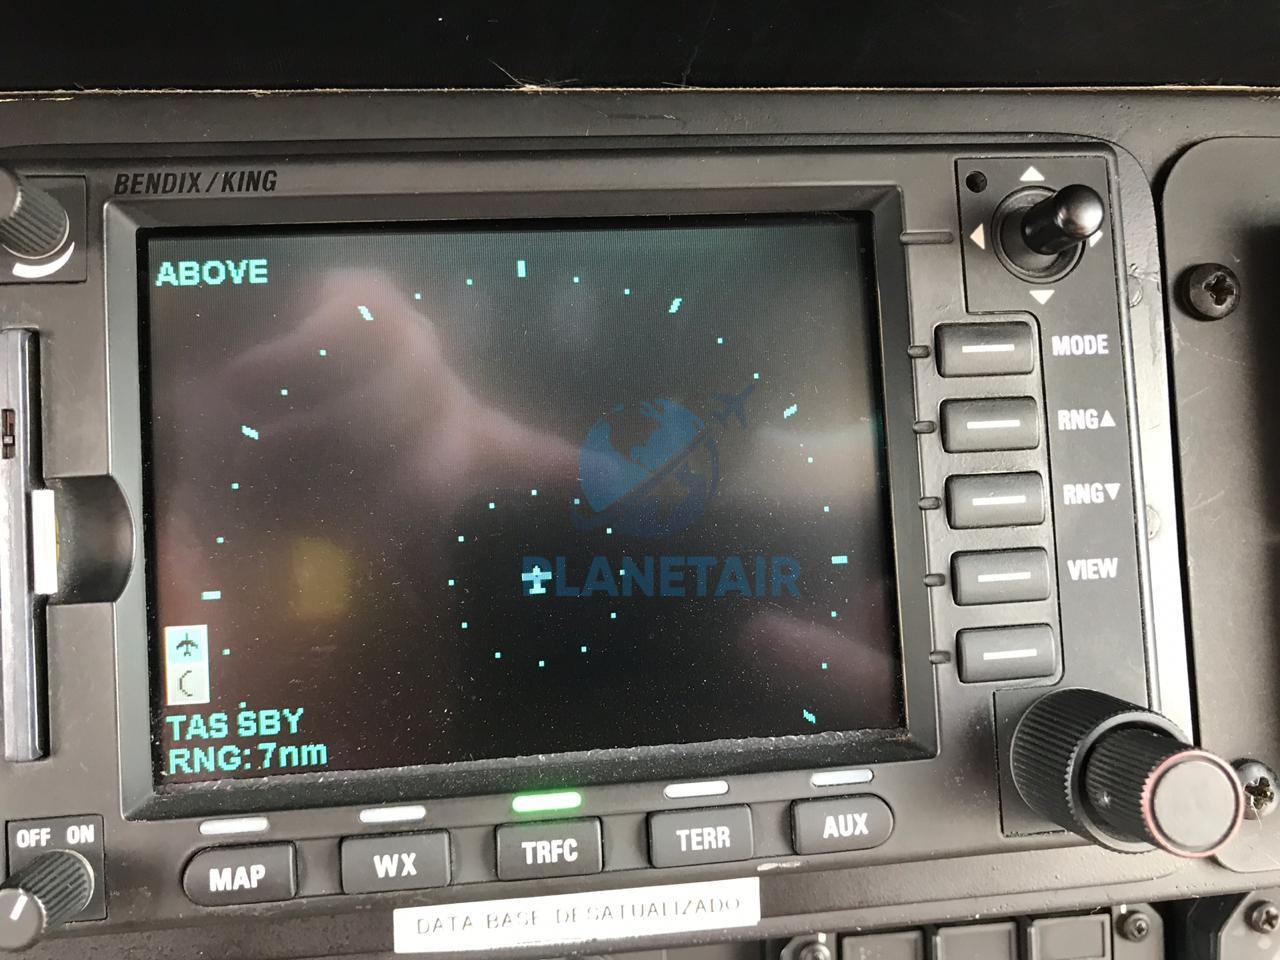 BENDIX/KING
ABOVE
MODE
RNG▲
RNG▼
VIEW
PLANETAIR
TAS SBY
RNG: 7nm
OFF ON
MAP
WX
TRFC
TERR
AUX
DATA BASE DESATUALIZADO